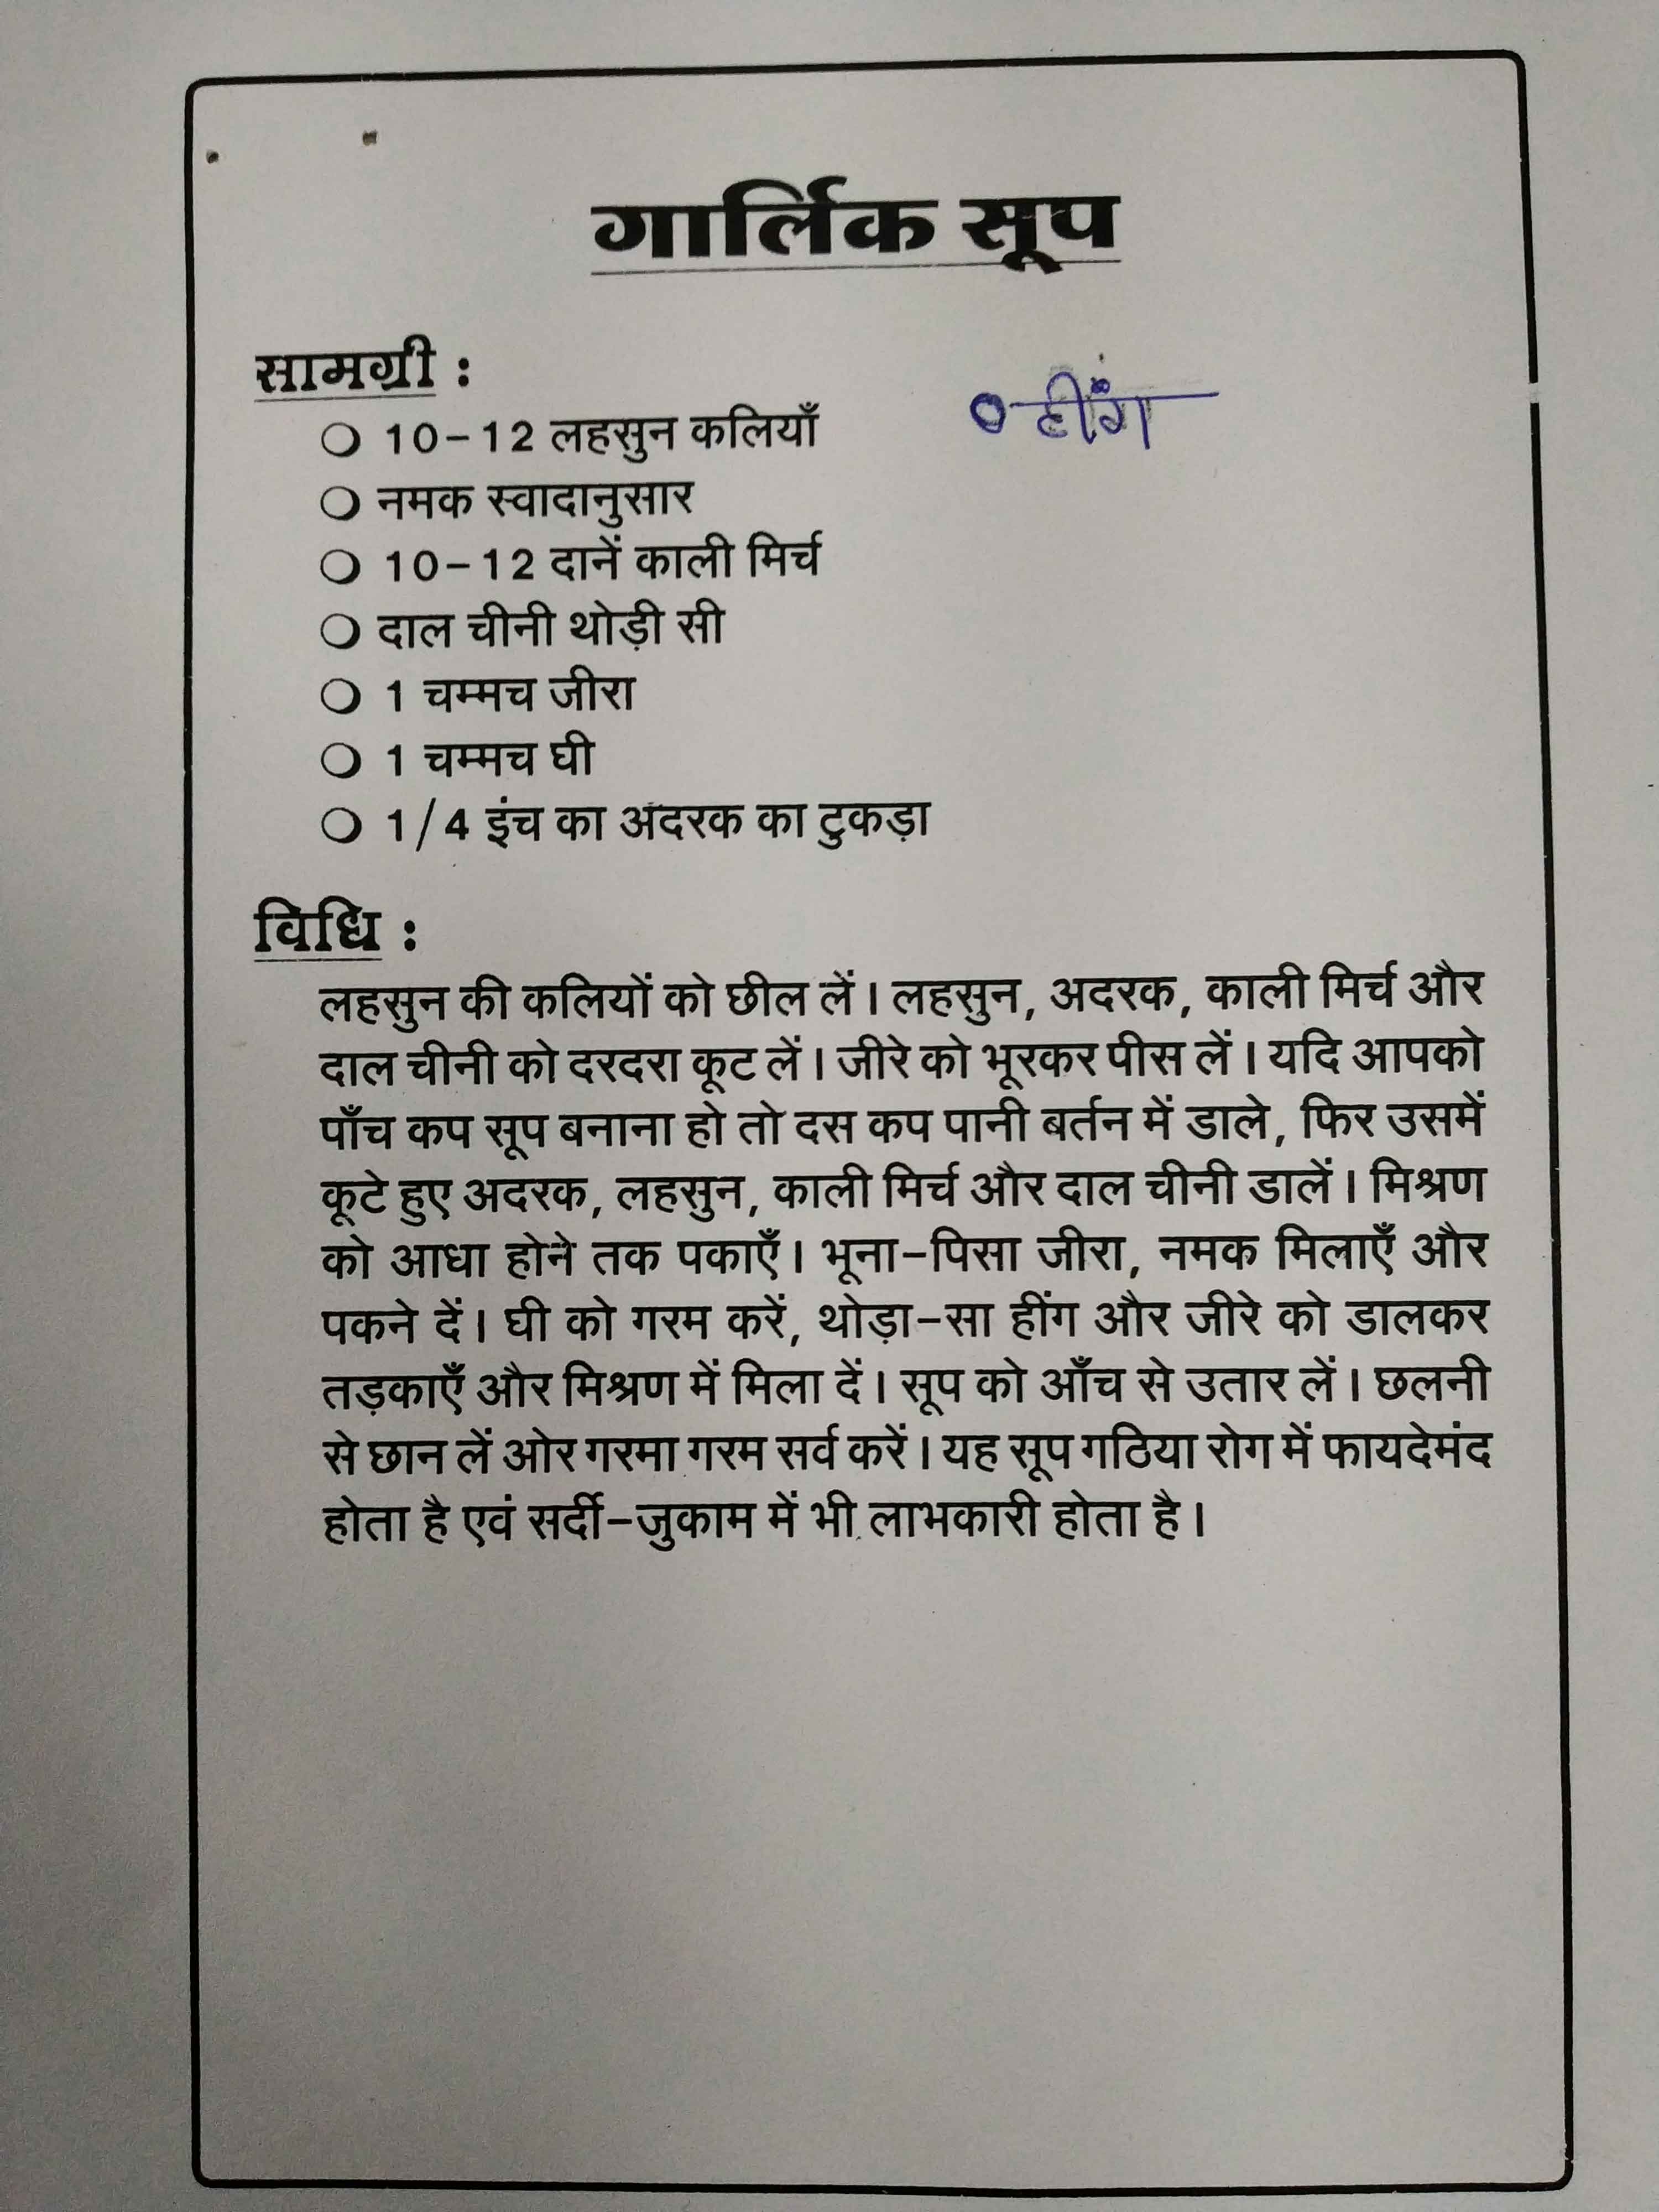 गार्लिक सूप
सामग्री :
○ हींग
○ 10-12 लहसुन कलियाँ
○ नमक स्वादानुसार
○ 10-12 दानें काली मिर्च
○ दाल चीनी थोड़ी सी
○ 1 चम्मच जीरा
○ 1 चम्मच घी
○ 1/4 इंच का अदरक का टुकड़ा
विधि :
लहसुन की कलियों को छील लें। लहसुन, अदरक, काली मिर्च और
दाल चीनी को दरदरा कूट लें। जीरे को भूरकर पीस लें। यदि आपको
पाँच कप सूप बनाना हो तो दस कप पानी बर्तन में डाले, फिर उसमें
कूटे हुए अदरक, लहसुन, काली मिर्च और दाल चीनी डालें। मिश्रण
को आधा होने तक पकाएँ। भूना-पिसा जीरा, नमक मिलाएँ और
पकने दें। घी को गरम करें, थोड़ा-सा हींग और जीरे को डालकर
तड़काएँ और मिश्रण में मिला दें। सूप को आँच से उतार लें। छलनी
से छान लें ओर गरमा गरम सर्व करें। यह सूप गठिया रोग में फायदेमंद
होता है एवं सर्दी-जुकाम में भी लाभकारी होता है।